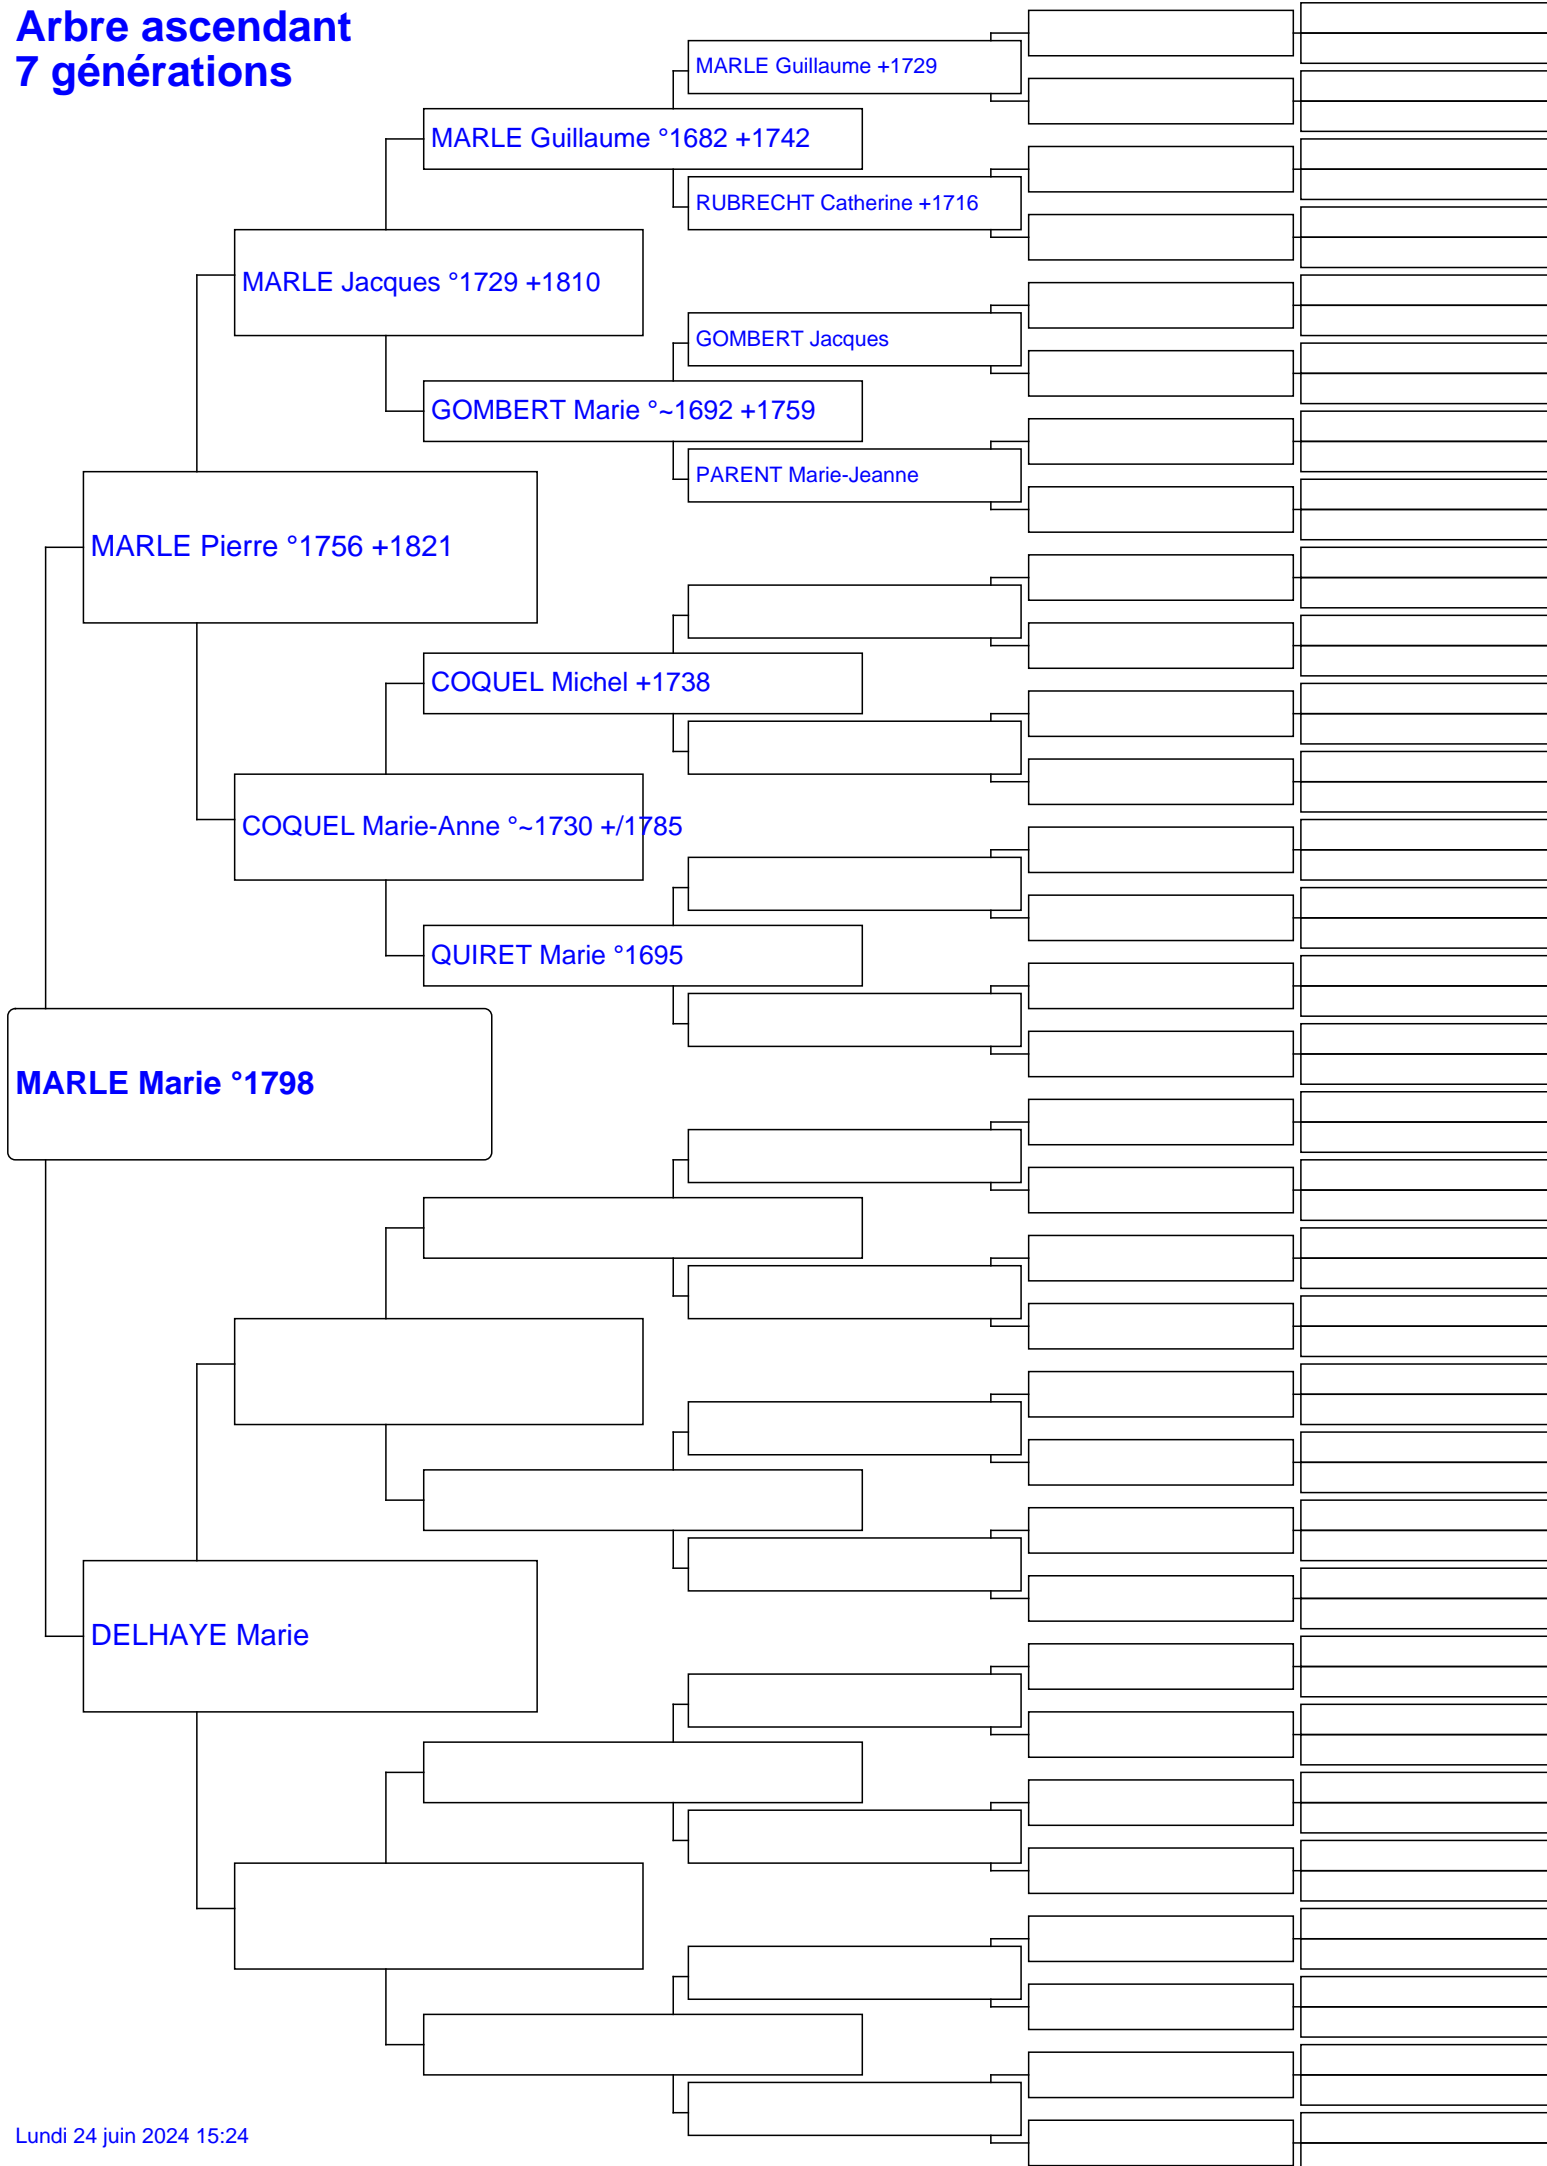 Arbre ascendant
7 générations
MARLE Guillaume +1729
MARLE Guillaume °1682 +1742
RUBRECHT Catherine +1716
MARLE Jacques °1729 +1810
GOMBERT Jacques
GOMBERT Marie °~1692 +1759
PARENT Marie-Jeanne
MARLE Pierre °1756 +1821
COQUEL Michel +1738
COQUEL Marie-Anne °~1730 +/1785
QUIRET Marie °1695
MARLE Marie °1798
DELHAYE Marie
Lundi 24 juin 2024 15:24